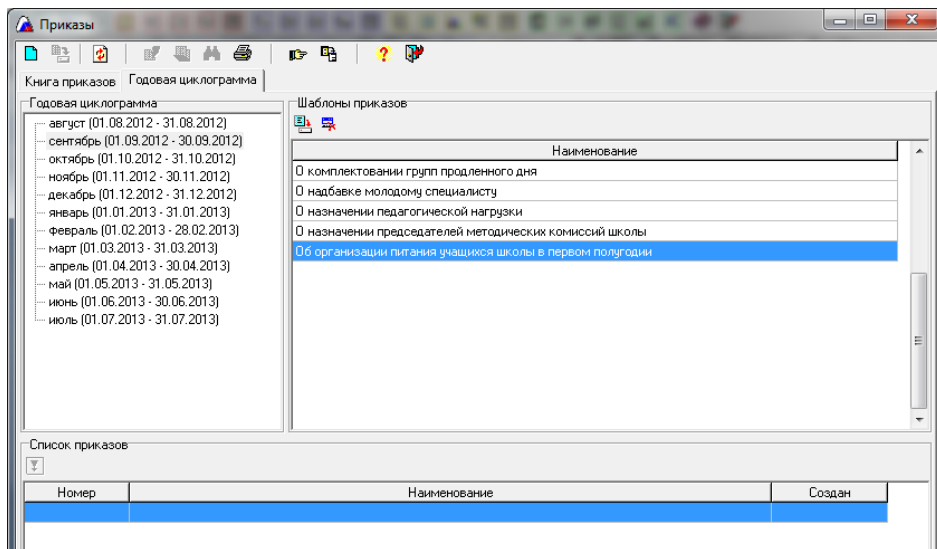 Приказы
Книга приказов Годовая циклограмма
Годовая циклограмма
август (01.08.2012 - 31.08.2012)
сентябрь (01.09.2012 - 30.09.2012)
октябрь (01.10.2012 - 31.10.2012)
ноябрь (01.11.2012 - 30.11.2012)
декабрь (01.12.2012 - 31.12.2012)
январь (01.01.2013 - 31.01.2013)
февраль (01.02.2013 - 28.02.2013)
март (01.03.2013 - 31.03.2013)
апрель (01.04.2013 - 30.04.2013)
май (01.05.2013 - 31.05.2013)
июнь (01.06.2013 - 30.06.2013)
июль (01.07.2013 - 31.07.2013)
Шаблоны приказов
Наименование
О комплектовании групп продленного дня
О надбавке молодому специалисту
О назначении педагогической нагрузки
О назначении председателей методических комиссий школы
Об организации питания учащихся школы в первом полугодии
Список приказов
Номер Наименование Создан